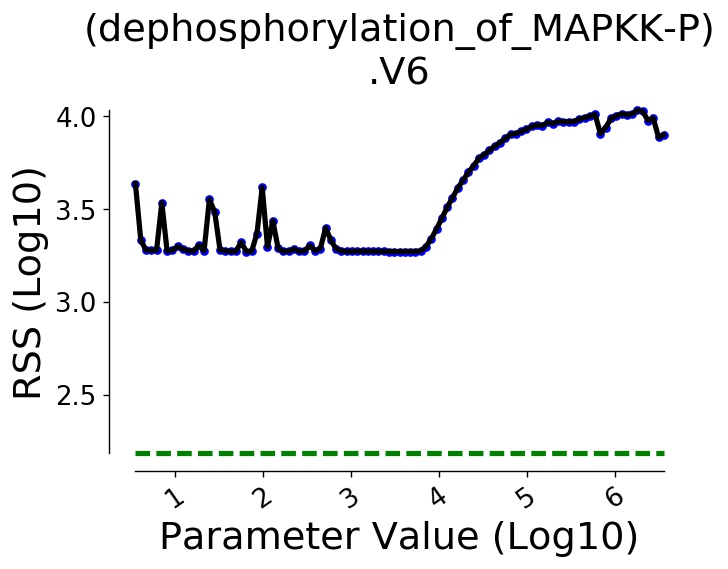 (dephosphorylation_of_MAPKK-P)
.V6
4.0
3.5
3.0
2.5
RSS (Log10)
1 2 3 4 5 6
Parameter Value (Log10)